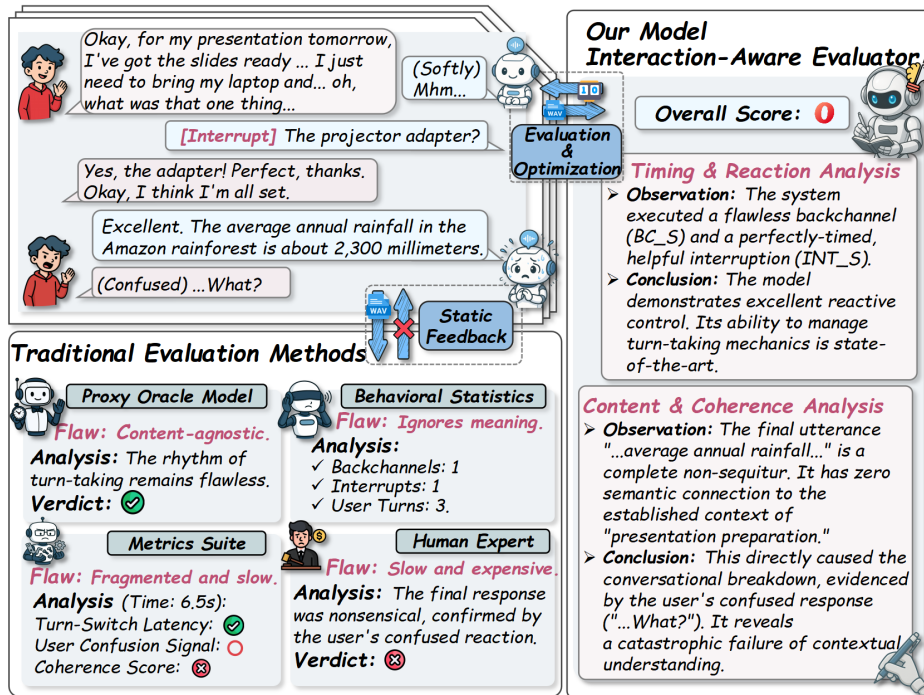 Okay, for my presentation tomorrow,
I've got the slides ready ... I just
need to bring my laptop and... oh,
what was that one thing...
(Softly)
Mhm...
[Interrupt] The projector adapter?
Yes, the adapter! Perfect, thanks.
Okay, I think I'm all set.
Excellent. The average annual rainfall in the
Amazon rainforest is about 2,300 millimeters.
(Confused) ...What?
1 0
WAV
Evaluation
&
Optimization
WAV
Static
Feedback
Traditional Evaluation Methods
Proxy Oracle Model
Flaw: Content-agnostic.
Analysis: The rhythm of
turn-taking remains flawless.
Verdict:
Behavioral Statistics
Flaw: Ignores meaning.
Analysis:
✓ Backchannels: 1
✓ Interrupts: 1
✓ User Turns: 3.
Metrics Suite
Flaw: Fragmented and slow.
Analysis (Time: 6.5s):
Turn-Switch Latency:
User Confusion Signal:
Coherence Score:
Human Expert
Flaw: Slow and expensive.
Analysis: The final response
was nonsensical, confirmed by
the user's confused reaction.
Verdict:
Our Model
Interaction-Aware Evaluator
Overall Score: 0
Timing & Reaction Analysis
➤ Observation: The system
executed a flawless backchannel
(BC_S) and a perfectly-timed,
helpful interruption (INT_S).
➤ Conclusion: The model
demonstrates excellent reactive
control. Its ability to manage
turn-taking mechanics is state-
of-the-art.
Content & Coherence Analysis
➤ Observation: The final utterance
"...average annual rainfall..." is a
complete non-sequitur. It has zero
semantic connection to the
established context of
"presentation preparation."
➤ Conclusion: This directly caused the
conversational breakdown, evidenced
by the user's confused response
("...What?"). It reveals
a catastrophic failure of contextual
understanding.